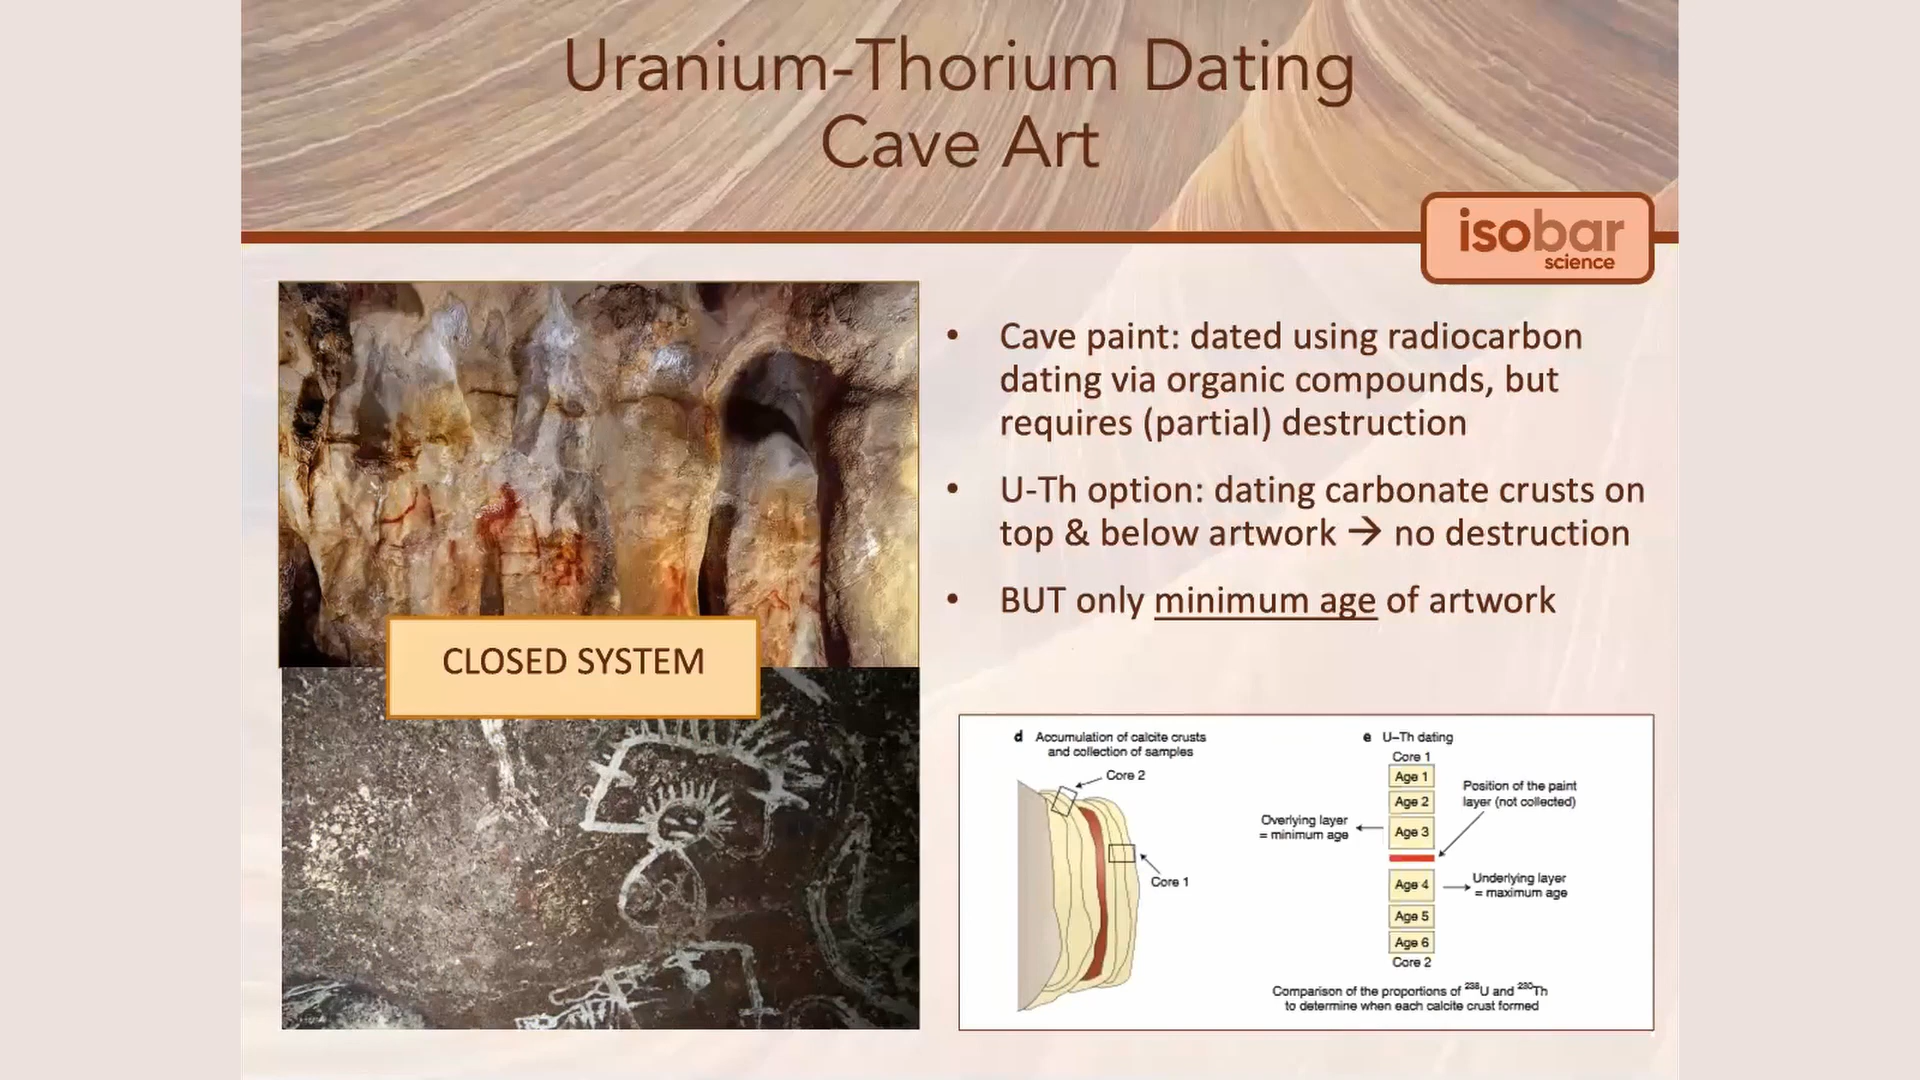 Uranium-Thorium Dating
Cave Art
isobar
science
• Cave paint: dated using radiocarbon
dating via organic compounds, but
requires (partial) destruction
• U-Th option: dating carbonate crusts on
top & below artwork → no destruction
• BUT only minimum age of artwork
CLOSED SYSTEM
d Accumulation of calcite crusts
and collection of samples
Core 2
Core 1
e U–Th dating
Core 1
Age 1
Age 2
Age 3
Age 4
Age 5
Age 6
Core 2
Position of the paint
layer (not collected)
Overlying layer
= minimum age
Underlying layer
= maximum age
Comparison of the proportions of ²³⁸U and ²³⁰Th
to determine when each calcite crust formed